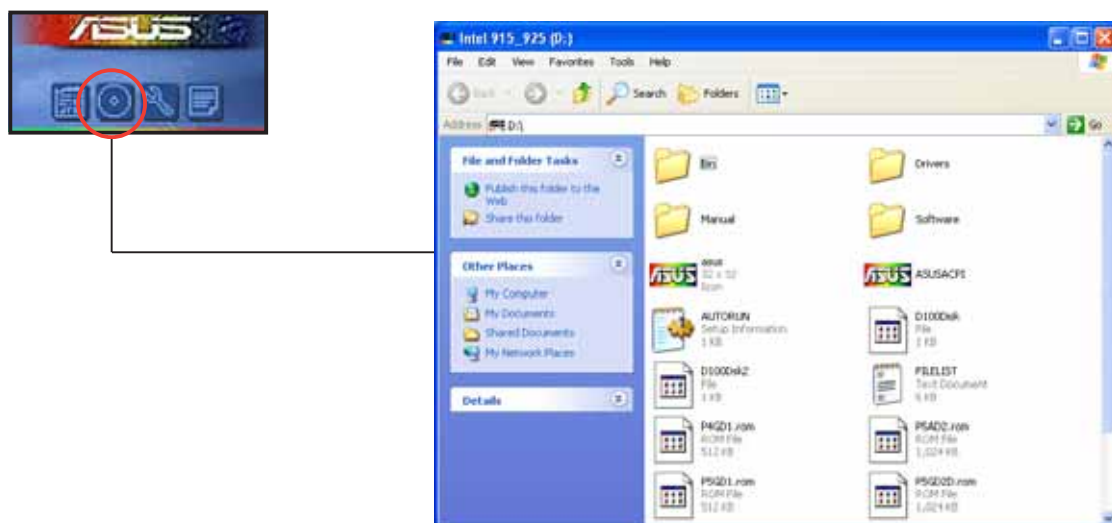 ASUS
Intel 915_925 (D:)
File Edit View Favorites Tools Help
Back Search Folders
Address D:\ Go
File and Folder Tasks
Publish this folder to the
Web
Share this folder
Other Places
My Computer
My Documents
Shared Documents
My Network Places
Details
Bin
Drivers
Manual
Software
asus
32 x 32
Icon
ASUS
ASUS
ASUSACPI
AUTORUN
Setup Information
1 KB
D100Dsk
File
1 KB
D100Dsk2
File
1 KB
FILELIST
Text Document
6 KB
P4GD1.rom
ROM File
512 KB
P5AD2.rom
ROM File
1,024 KB
P5GD1.rom
ROM File
512 KB
P5GD2D.rom
ROM File
1,024 KB